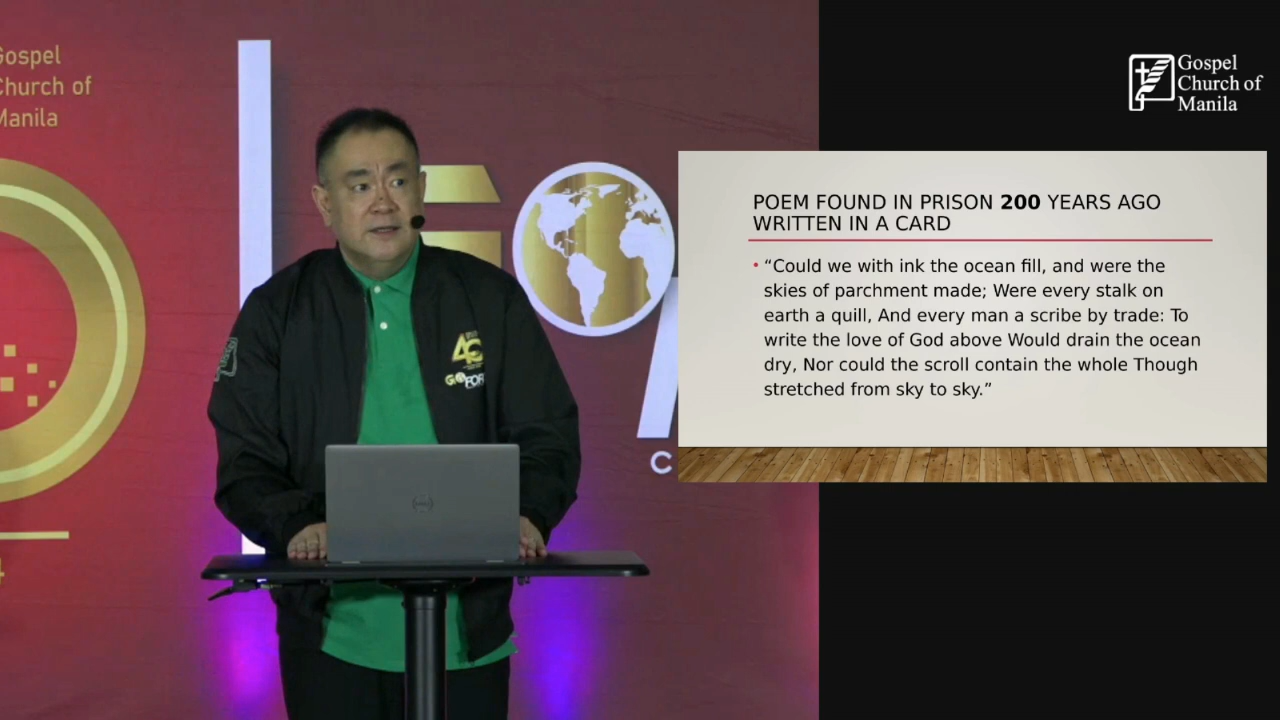 Gospel
Church of
Manila
Gospel
Church of
Manila
POEM FOUND IN PRISON 200 YEARS AGO
WRITTEN IN A CARD
• “Could we with ink the ocean fill, and were the
skies of parchment made; Were every stalk on
earth a quill, And every man a scribe by trade: To
write the love of God above Would drain the ocean
dry, Nor could the scroll contain the whole Though
stretched from sky to sky.”
40
DELL